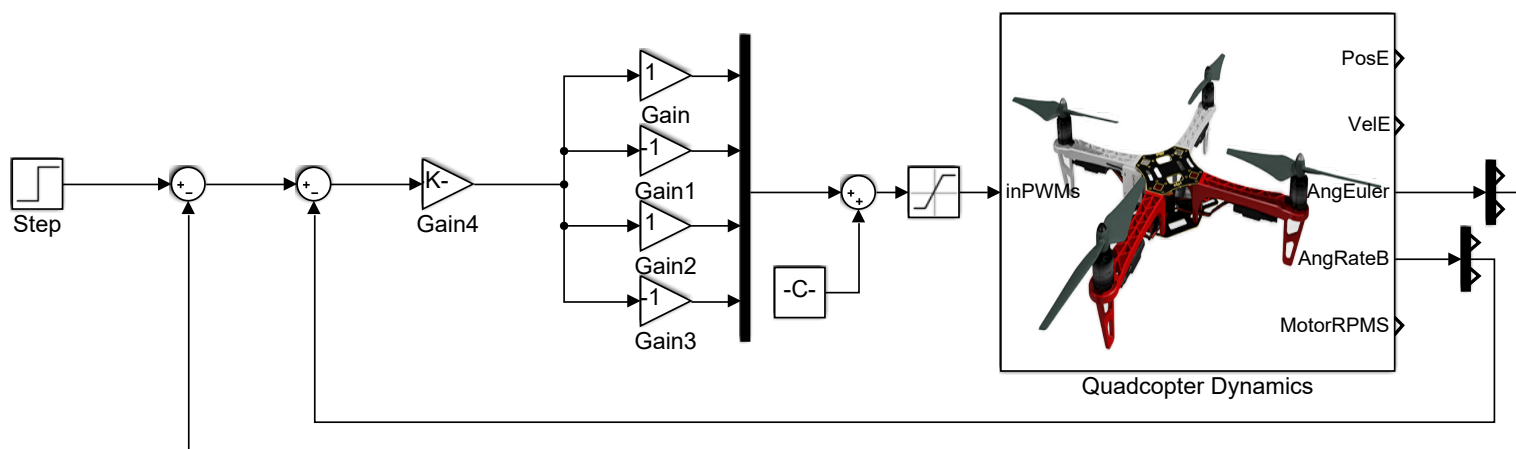 Step
+
−
+
−
K-
Gain4
1
Gain
-1
Gain1
1
Gain2
-1
Gain3
-C-
+
+
inPWMs
PosE
VelE
AngEuler
AngRateB
MotorRPMS
Quadcopter Dynamics